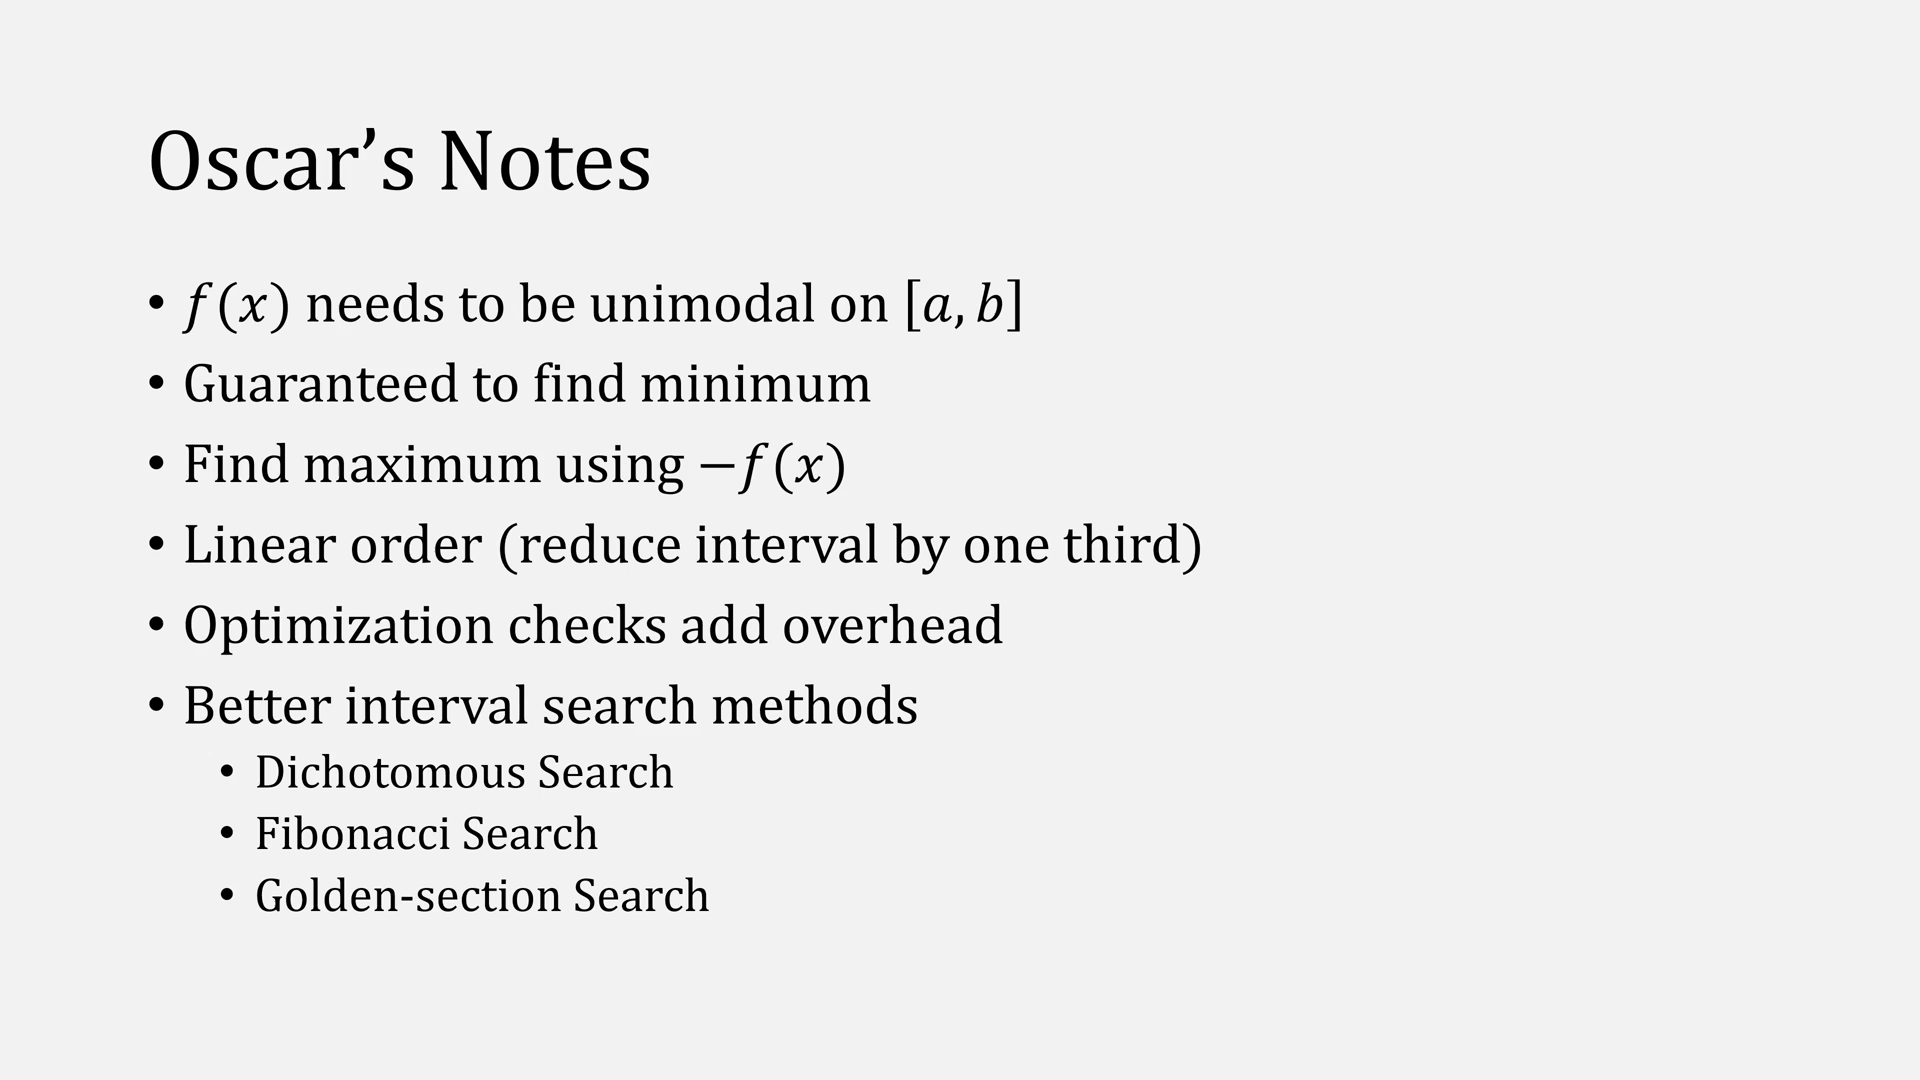 Oscar’s Notes
• f(x) needs to be unimodal on [a, b]
• Guaranteed to find minimum
• Find maximum using −f(x)
• Linear order (reduce interval by one third)
• Optimization checks add overhead
• Better interval search methods
• Dichotomous Search
• Fibonacci Search
• Golden-section Search